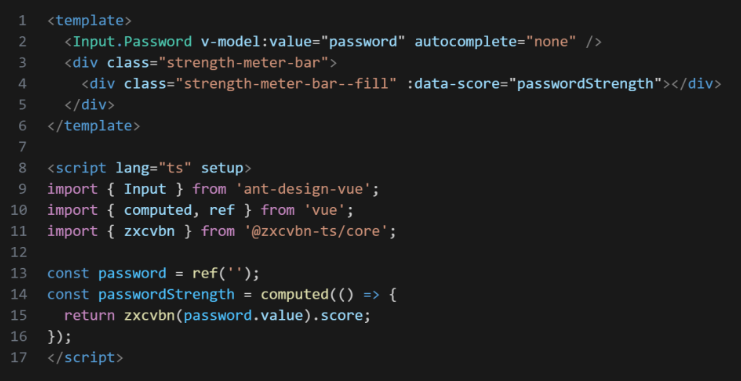 1 <template>
2   <Input.Password v-model:value="password" autocomplete="none" />
3   <div class="strength-meter-bar">
4     <div class="strength-meter-bar--fill" :data-score="passwordStrength"></div>
5   </div>
6 </template>
7
8 <script lang="ts" setup>
9 import { Input } from 'ant-design-vue';
10 import { computed, ref } from 'vue';
11 import { zxcvbn } from '@zxcvbn-ts/core';
12
13 const password = ref('');
14 const passwordStrength = computed(() => {
15   return zxcvbn(password.value).score;
16 });
17 </script>